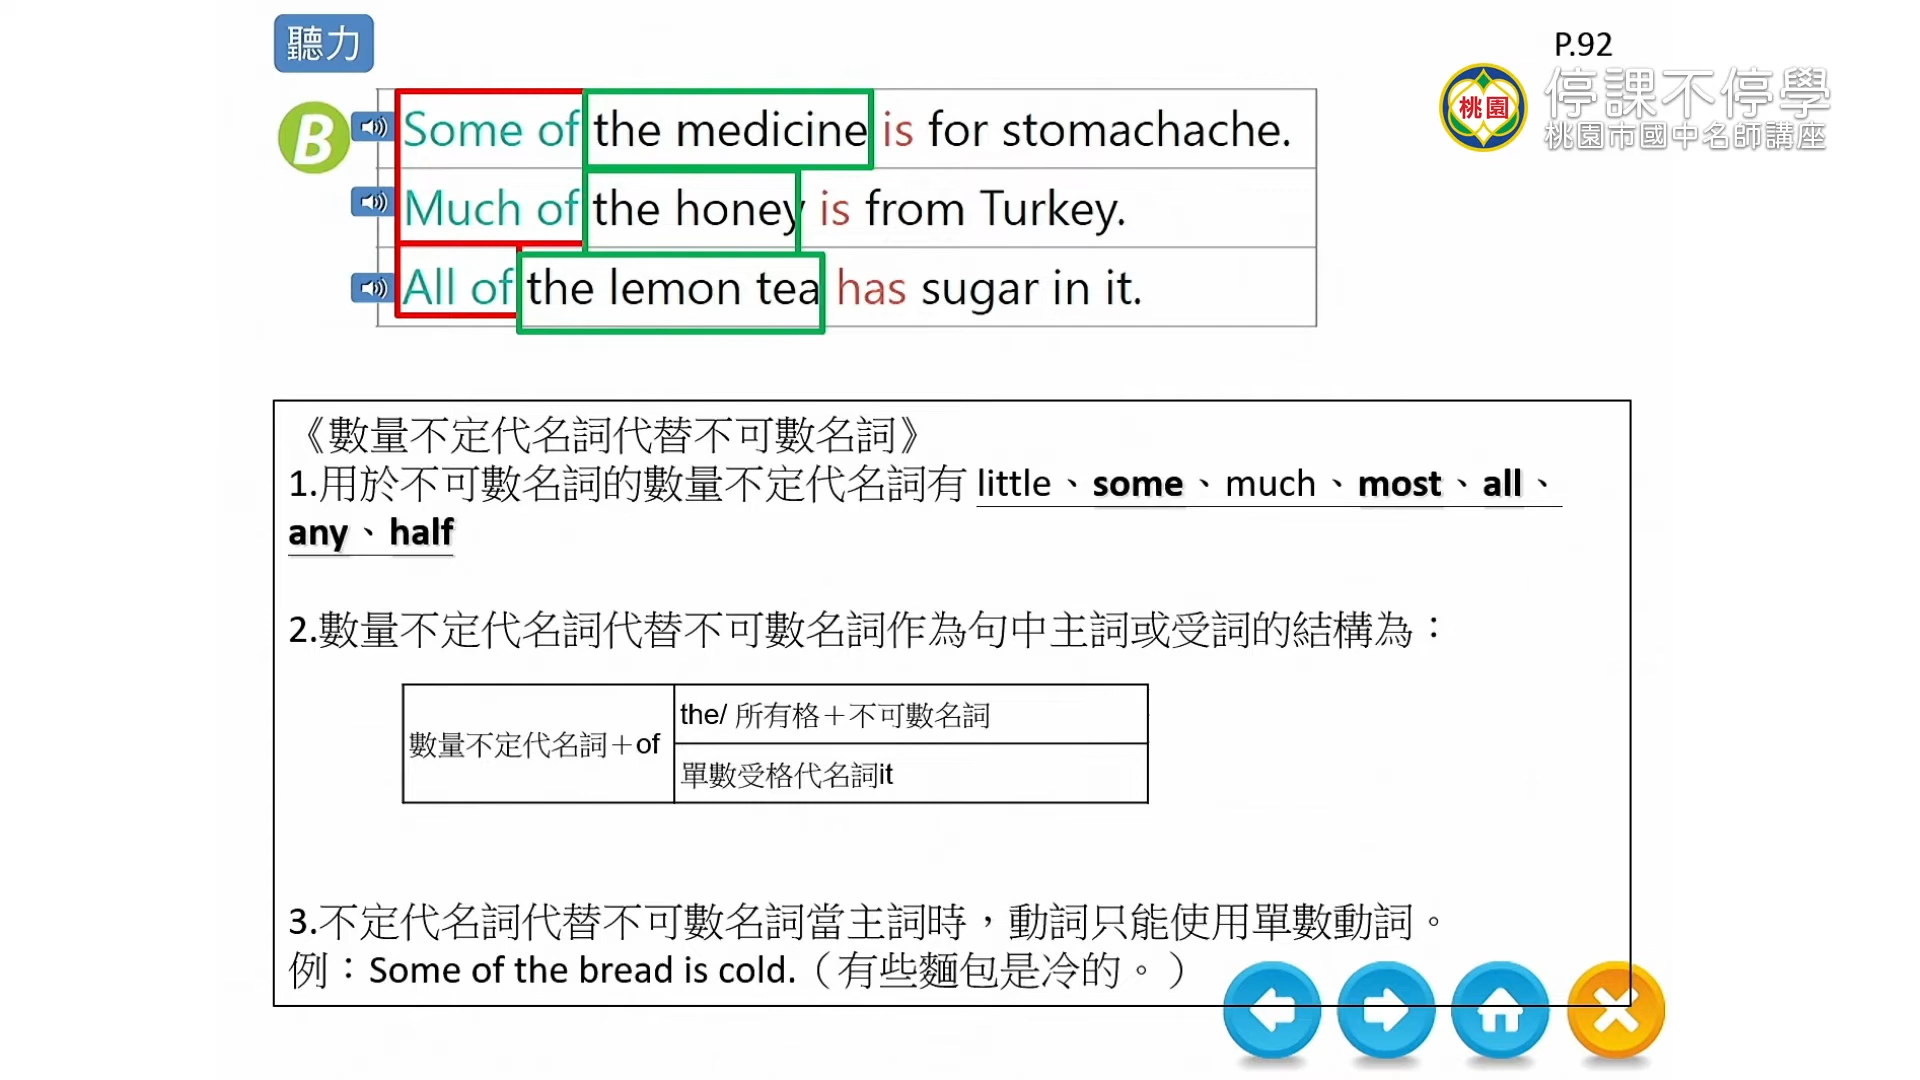 聽力
P.92
桃園
停課不停學
桃園市國中名師講座
B
Some of the medicine is for stomachache.
Much of the honey is from Turkey.
All of the lemon tea has sugar in it.
《數量不定代名詞代替不可數名詞》
1.用於不可數名詞的數量不定代名詞有 little、some、much、most、all、
any、half
2.數量不定代名詞代替不可數名詞作為句中主詞或受詞的結構為：
數量不定代名詞＋of
the/ 所有格＋不可數名詞
單數受格代名詞it
3.不定代名詞代替不可數名詞當主詞時，動詞只能使用單數動詞。
例：Some of the bread is cold.（有些麵包是冷的。）